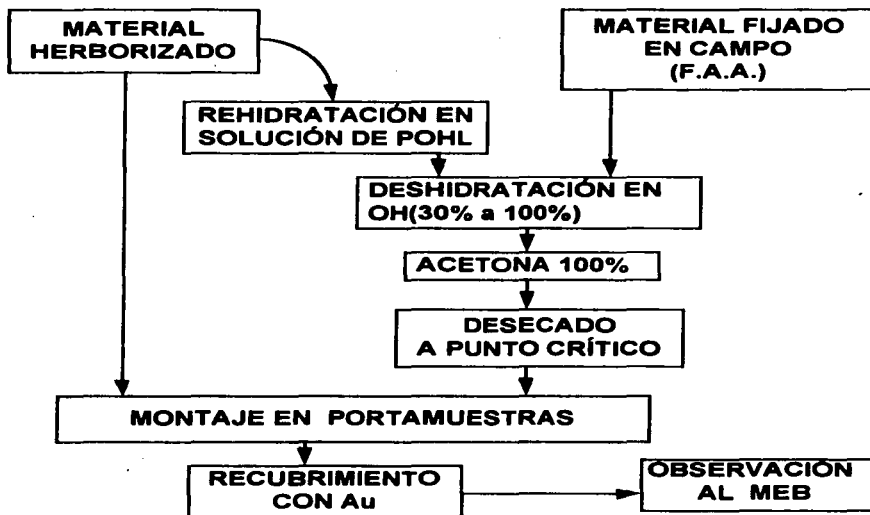 MATERIAL
HERBORIZADO
MATERIAL FIJADO
EN CAMPO
(F.A.A.)
REHIDRATACIÓN EN
SOLUCIÓN DE POHL
DESHIDRATACIÓN EN
OH(30% a 100%)
ACETONA 100%
DESECADO
A PUNTO CRÍTICO
MONTAJE EN PORTAMUESTRAS
RECUBRIMIENTO
CON Au
OBSERVACIÓN
AL MEB